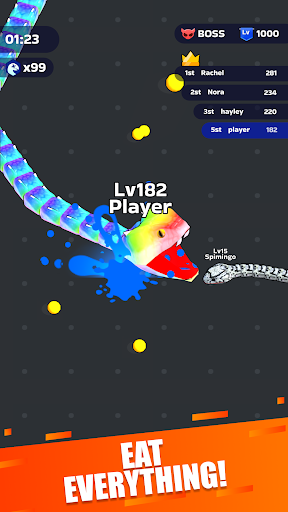 01:23
BOSS Lv 1000
x99
1st Rachel 281
2st Nora 234
3st hayley 220
5st player 182
Lv182
Player
Lv15
Spimingo
EAT
EVERYTHING!